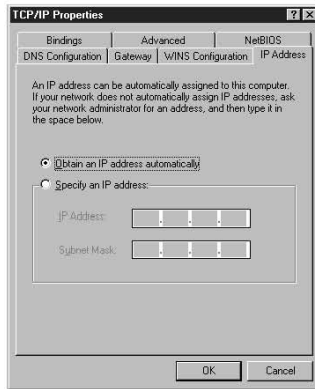 TCP/IP Properties
Bindings Advanced NetBIOS
DNS Configuration Gateway WINS Configuration IP Address
An IP address can be automatically assigned to this computer.
If your network does not automatically assign IP addresses, ask
your network administrator for an address, and then type it in
the space below.
Obtain an IP address automatically
Specify an IP address:
IP Address:
Subnet Mask:
OK Cancel